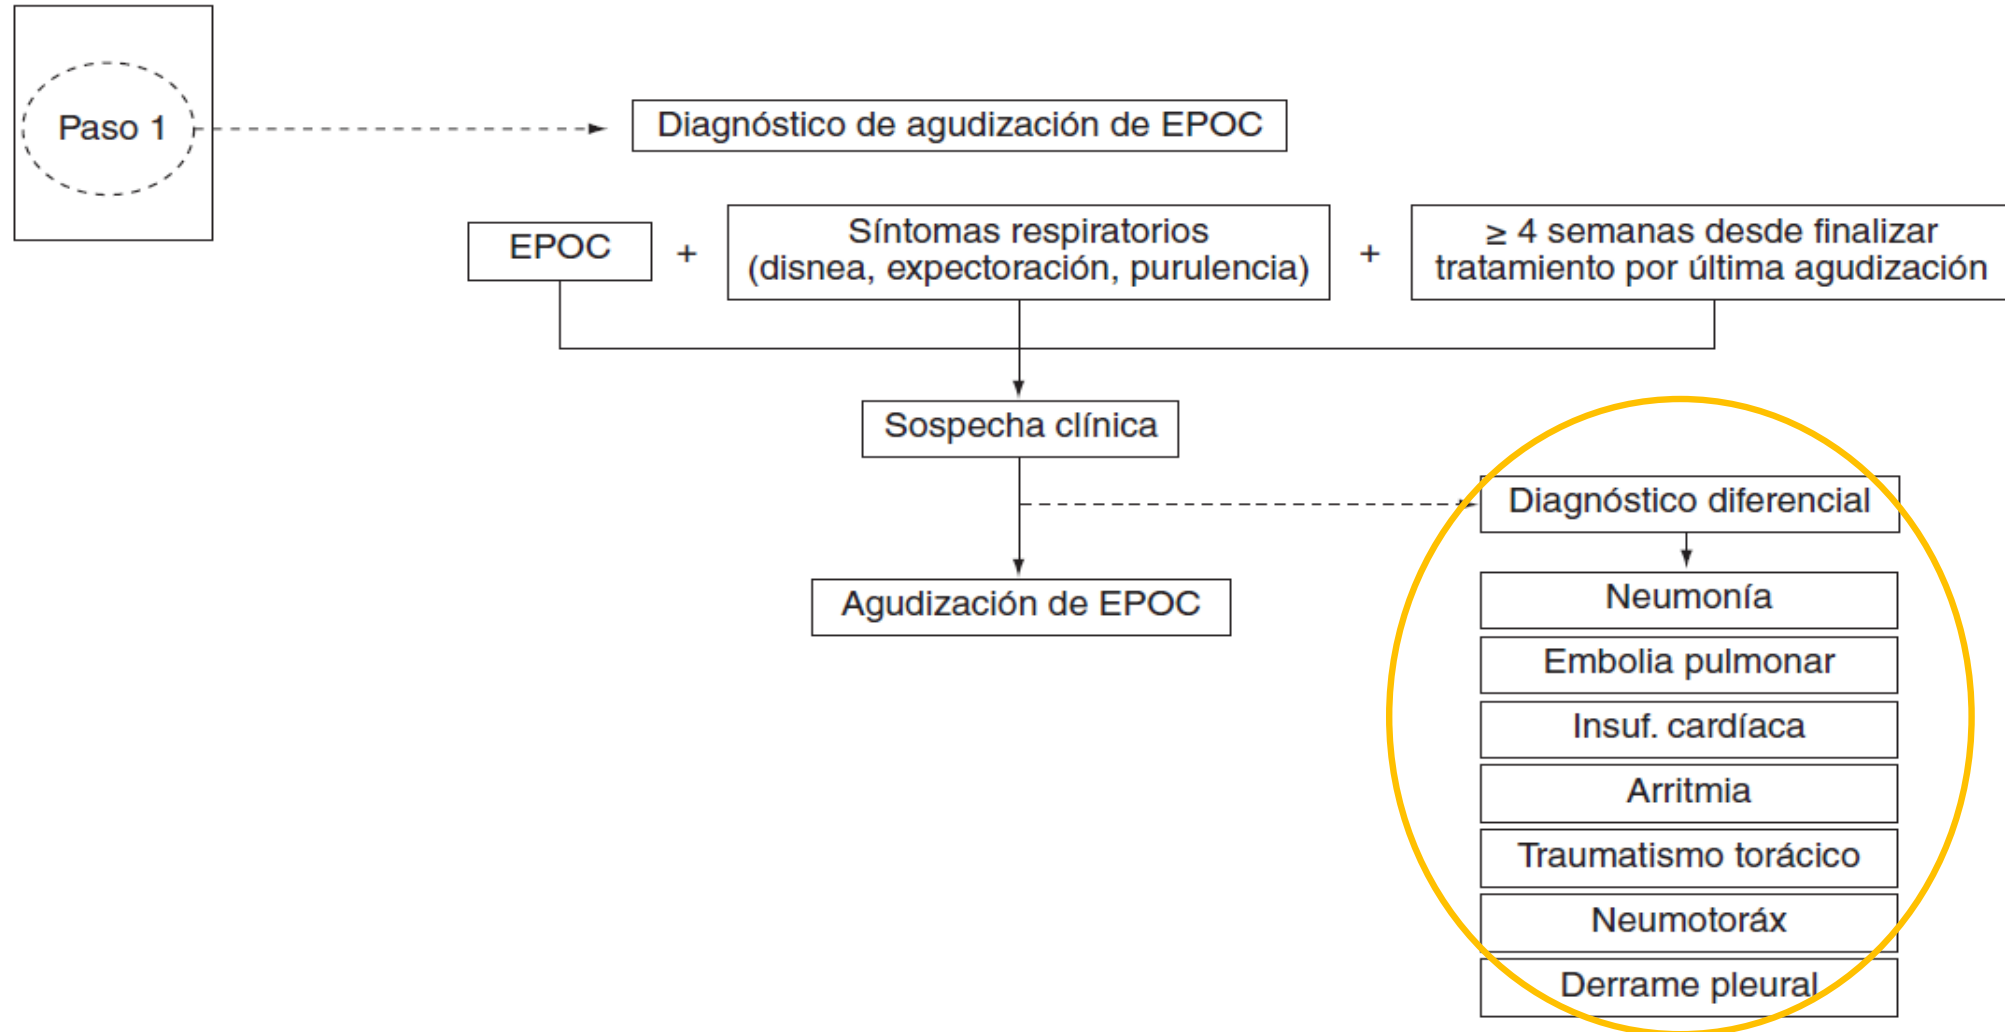 Paso 1
Diagnóstico de agudización de EPOC
EPOC
+
Síntomas respiratorios
(disnea, expectoración, purulencia)
+
≥ 4 semanas desde finalizar
tratamiento por última agudización
Sospecha clínica
Diagnóstico diferencial
Agudización de EPOC
Neumonía
Embolia pulmonar
Insuf. cardíaca
Arritmia
Traumatismo torácico
Neumotoráx
Derrame pleural